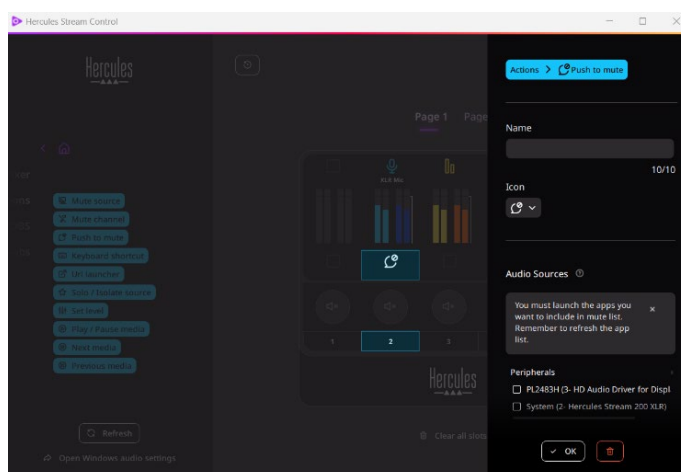 Hercules Stream Control
Hercules
Page 1 Page
XLR Mic
Mute source
Mute channel
Push to mute
Keyboard shortcut
Url launcher
Solo / Isolate source
Set level
Play / Pause media
Next media
Previous media
Refresh
Open Windows audio settings
1 2 3
Hercules
Clear all slots
Actions > Push to mute
Name
10/10
Icon
Audio Sources
You must launch the apps you
want to include in mute list.
Remember to refresh the app
list.
Peripherals
PL2483H (3- HD Audio Driver for Displ
System (2- Hercules Stream 200 XLR)
OK